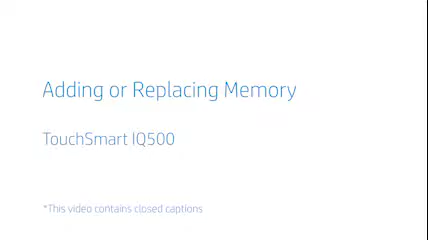 Adding or Replacing Memory
TouchSmart IQ500
*This video contains closed captions